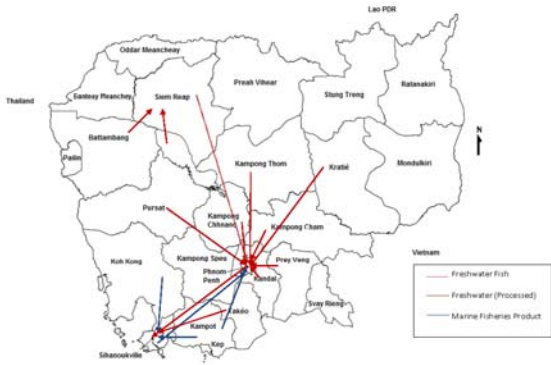 Lao PDR
Oddar Meancheay
Thailand
Banteay Meanchey
Siem Reap
Preah Vihear
Stung Treng
Ratanakiri
N
Battambang
Pailin
Kampong Thom
Kratié
Mondulkiri
Pursat
Kampong
Chhnang
Kampong Cham
Koh Kong
Kampong Speu
Phnom
Penh
Kandal
Prey Veng
Vietnam
Svay Rieng
Takéo
Kampot
Kep
Sihanoukville
Freshwater Fish
Freshwater (Processed)
Marine Fisheries Product